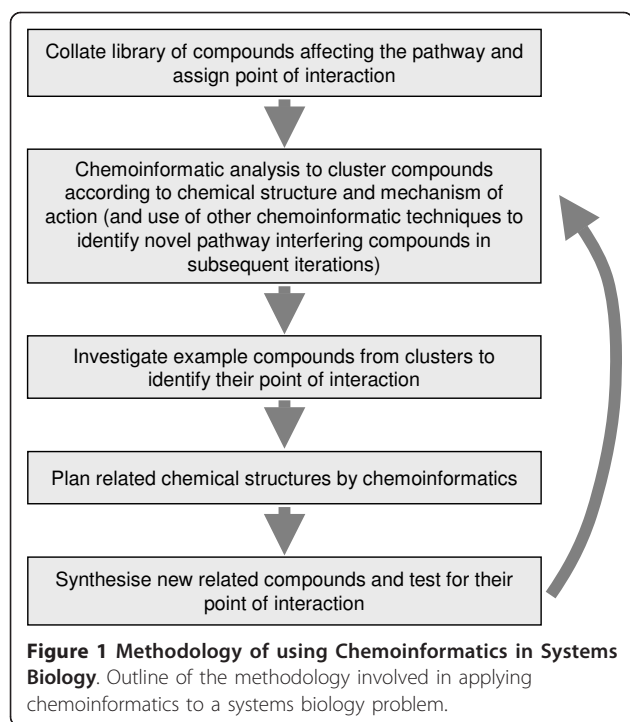 Collate library of compounds affecting the pathway and
assign point of interaction
Chemoinformatic analysis to cluster compounds
according to chemical structure and mechanism of
action (and use of other chemoinformatic techniques to
identify novel pathway interfering compounds in
subsequent iterations)
Investigate example compounds from clusters to
identify their point of interaction
Plan related chemical structures by chemoinformatics
Synthesise new related compounds and test for their
point of interaction
Figure 1 Methodology of using Chemoinformatics in Systems
Biology. Outline of the methodology involved in applying
chemoinformatics to a systems biology problem.